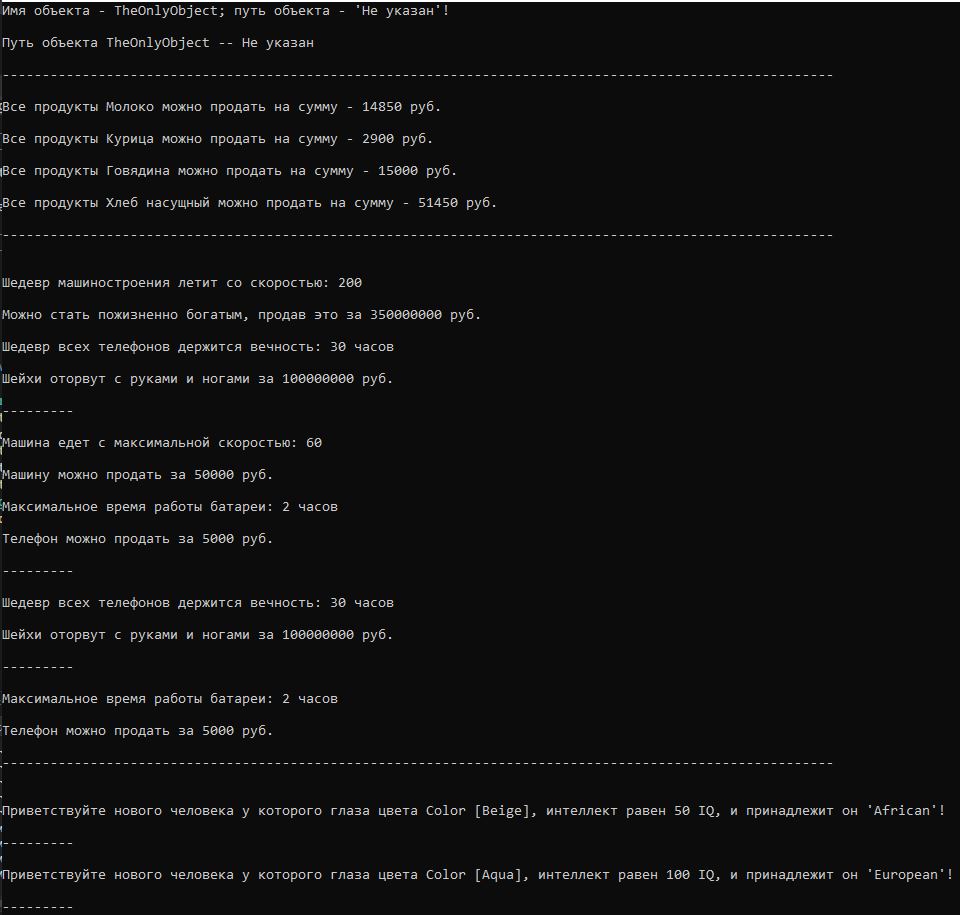 Имя объекта - TheOnlyObject; путь объекта - 'Не указан'!
Путь объекта TheOnlyObject -- Не указан
--------------------------------------------------------------------------------------------------------
Все продукты Молоко можно продать на сумму - 14850 руб.
Все продукты Курица можно продать на сумму - 2900 руб.
Все продукты Говядина можно продать на сумму - 15000 руб.
Все продукты Хлеб насущный можно продать на сумму - 51450 руб.
--------------------------------------------------------------------------------------------------------
Шедевр машиностроения летит со скоростью: 200
Можно стать пожизненно богатым, продав это за 350000000 руб.
Шедевр всех телефонов держится вечность: 30 часов
Шейхи оторвут с руками и ногами за 100000000 руб.
---------
Машина едет с максимальной скоростью: 60
Машину можно продать за 50000 руб.
Максимальное время работы батареи: 2 часов
Телефон можно продать за 5000 руб.
---------
Шедевр всех телефонов держится вечность: 30 часов
Шейхи оторвут с руками и ногами за 100000000 руб.
---------
Максимальное время работы батареи: 2 часов
Телефон можно продать за 5000 руб.
--------------------------------------------------------------------------------------------------------
Приветствуйте нового человека у которого глаза цвета Color [Beige], интеллект равен 50 IQ, и принадлежит он 'African'!
---------
Приветствуйте нового человека у которого глаза цвета Color [Aqua], интеллект равен 100 IQ, и принадлежит он 'European'!
---------